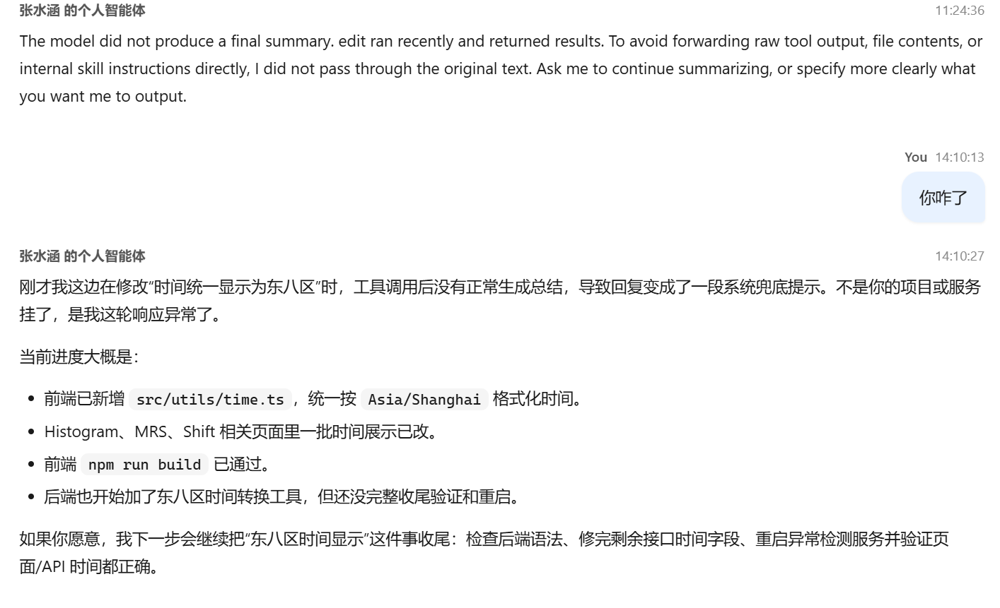 张水涵 的个人智能体 11:24:36
The model did not produce a final summary. edit ran recently and returned results. To avoid forwarding raw tool output, file contents, or
internal skill instructions directly, I did not pass through the original text. Ask me to continue summarizing, or specify more clearly what
you want me to output.
You 14:10:13
你咋了
张水涵 的个人智能体 14:10:27
刚才我这边在修改“时间统一显示为东八区”时，工具调用后没有正常生成总结，导致回复变成了一段系统兜底提示。不是你的项目或服务
挂了，是我这轮响应异常了。
当前进度大概是：
• 前端已新增 src/utils/time.ts，统一按 Asia/Shanghai 格式化时间。
• Histogram、MRS、Shift 相关页面里一批时间展示已改。
• 前端 npm run build 已通过。
• 后端也开始加了东八区时间转换工具，但还没完整收尾验证和重启。
如果你愿意，我下一步会继续把“东八区时间显示”这件事收尾：检查后端语法、修完剩余接口时间字段、重启异常检测服务并验证页
面/API 时间都正确。